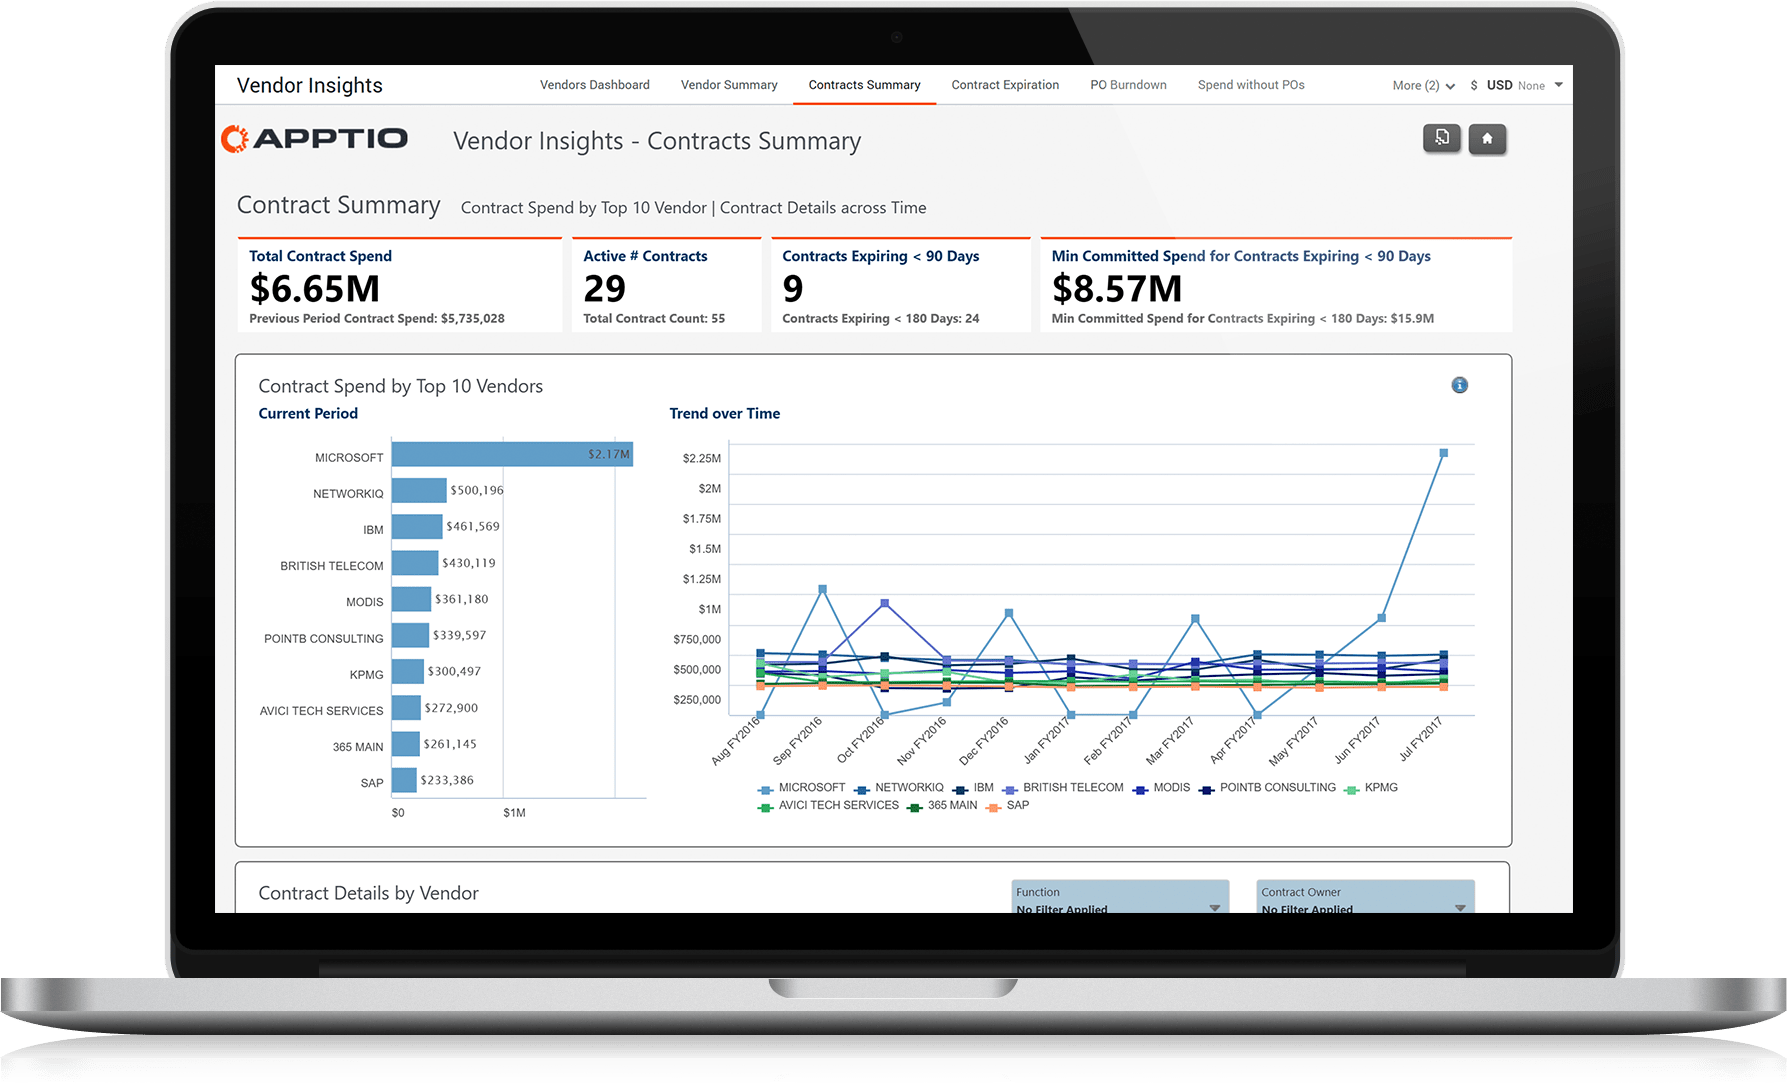 Vendor Insights
Vendors Dashboard Vendor Summary Contracts Summary Contract Expiration PO Burndown Spend without POs More (2) $ USD None
APPTIO
Vendor Insights - Contracts Summary
Contract Summary Contract Spend by Top 10 Vendor | Contract Details across Time
Total Contract Spend
$6.65M
Previous Period Contract Spend: $5,735,028
Active # Contracts
29
Total Contract Count: 55
Contracts Expiring < 90 Days
9
Contracts Expiring < 180 Days: 24
Min Committed Spend for Contracts Expiring < 90 Days
$8.57M
Min Committed Spend for Contracts Expiring < 180 Days: $15.9M
Contract Spend by Top 10 Vendors
Current Period
MICROSOFT $2.17M
NETWORKIQ $500,196
IBM $461,569
BRITISH TELECOM $430,119
MODIS $361,180
POINTB CONSULTING $339,597
KPMG $300,497
AVICI TECH SERVICES $272,900
365 MAIN $261,145
SAP $233,386
$0 $1M
Trend over Time
$2.25M
$2M
$1.75M
$1.5M
$1.25M
$1M
$750,000
$500,000
$250,000
Aug FY2016 Sep FY2016 Oct FY2016 Nov FY2016 Dec FY2016 Jan FY2017 Feb FY2017 Mar FY2017 Apr FY2017 May FY2017 Jun FY2017 Jul FY2017
MICROSOFT NETWORKIQ IBM BRITISH TELECOM MODIS POINTB CONSULTING KPMG
AVICI TECH SERVICES 365 MAIN SAP
Contract Details by Vendor
Function
No Filter Applied
Contract Owner
No Filter Applied